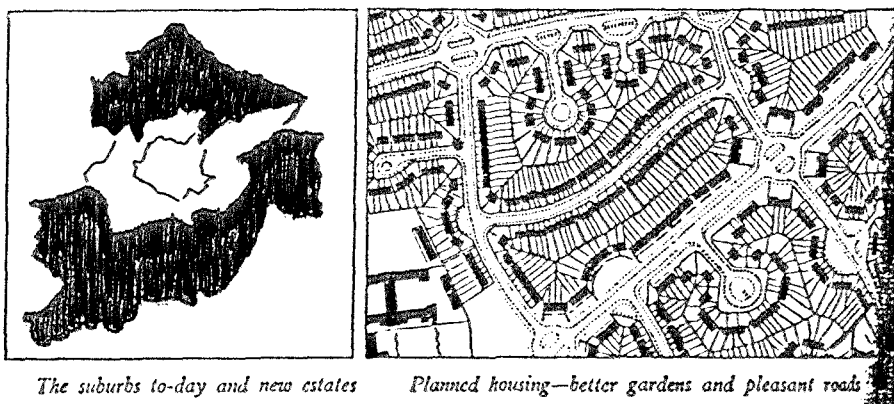 The suburbs to-day and new estates
Planned housing—better gardens and pleasant roads